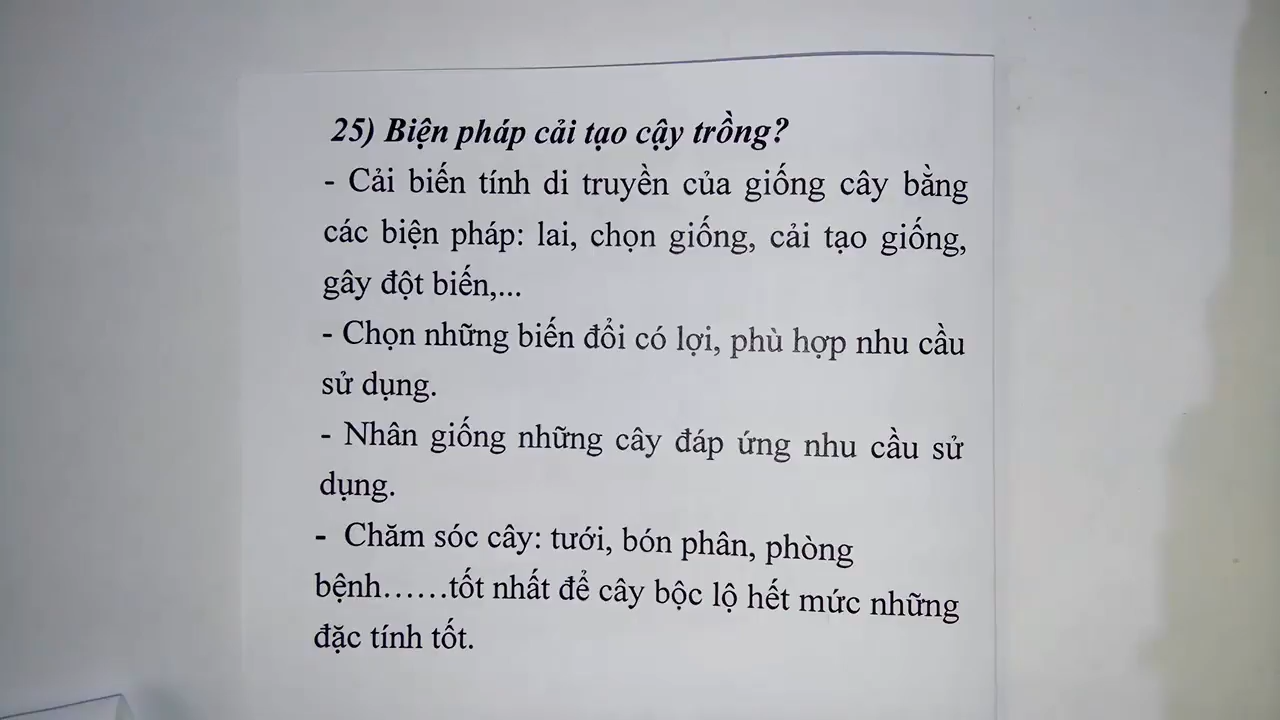 25) Biện pháp cải tạo cậy trồng?
- Cải biến tính di truyền của giống cây bằng
các biện pháp: lai, chọn giống, cải tạo giống,
gây đột biến,...
- Chọn những biến đổi có lợi, phù hợp nhu cầu
sử dụng.
- Nhân giống những cây đáp ứng nhu cầu sử
dụng.
- Chăm sóc cây: tưới, bón phân, phòng
bệnh……tốt nhất để cây bộc lộ hết mức những
đặc tính tốt.